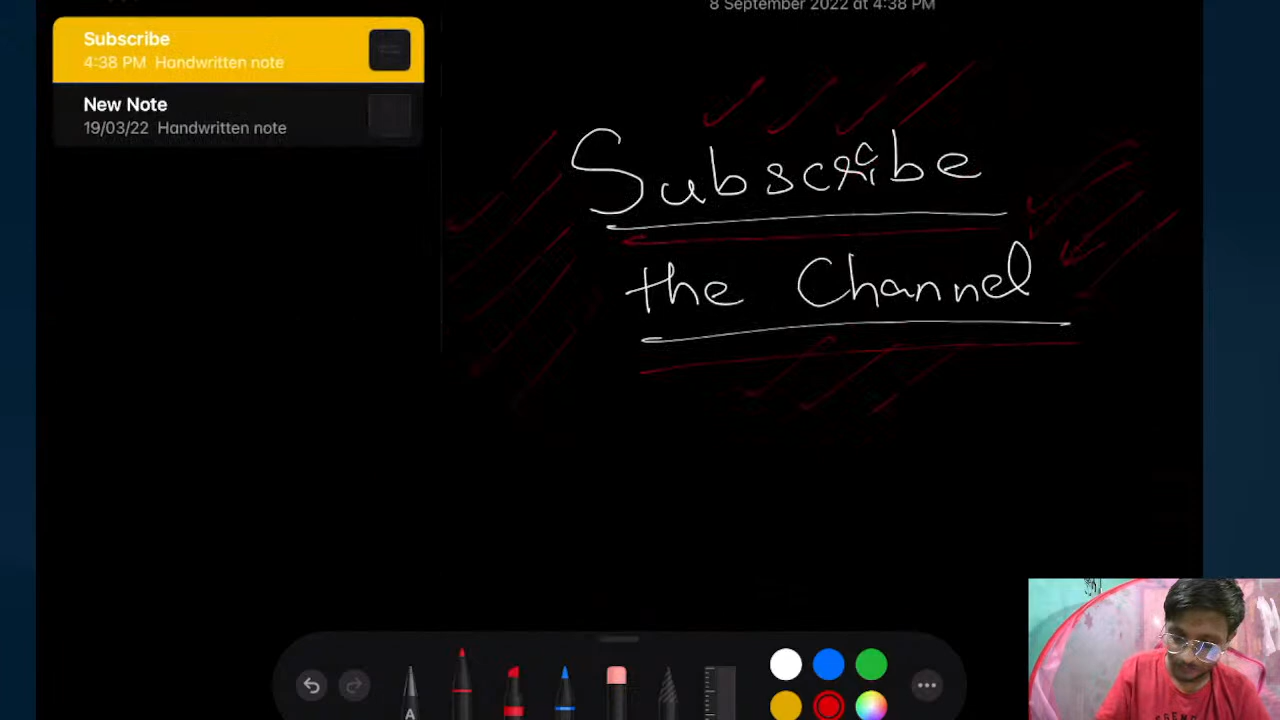 8 September 2022 at 4:38 PM
Subscribe
4:38 PM Handwritten note
New Note
19/03/22 Handwritten note
Subscribe
the Channel
A